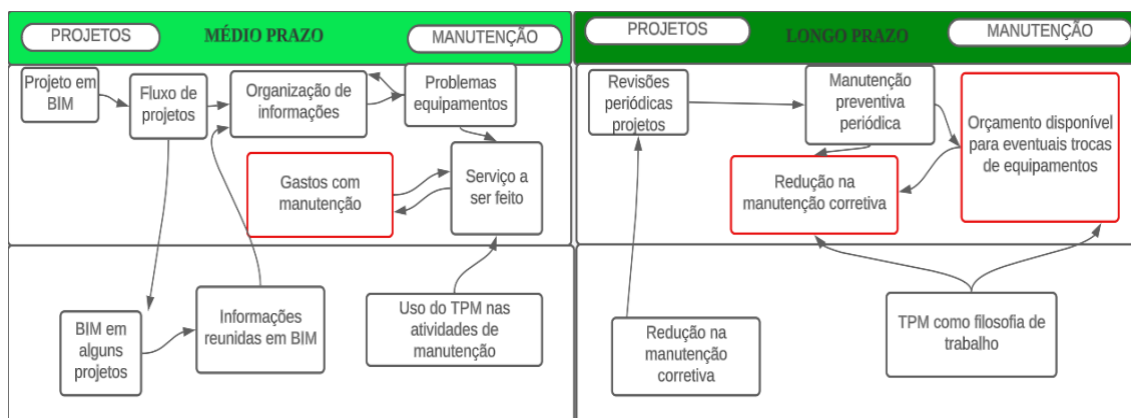 PROJETOS
MÉDIO PRAZO
MANUTENÇÃO
Projeto em
BIM
Fluxo de
projetos
Organização de
informações
Problemas
equipamentos
Gastos com
manutenção
Serviço a
ser feito
BIM em
alguns
projetos
Informações
reunidas em BIM
Uso do TPM nas
atividades de
manutenção
PROJETOS
LONGO PRAZO
MANUTENÇÃO
Revisões
periódicas
projetos
Manutenção
preventiva
periódica
Orçamento disponível
para eventuais trocas
de equipamentos
Redução na
manutenção corretiva
Redução na
manutenção
corretiva
TPM como filosofia de
trabalho